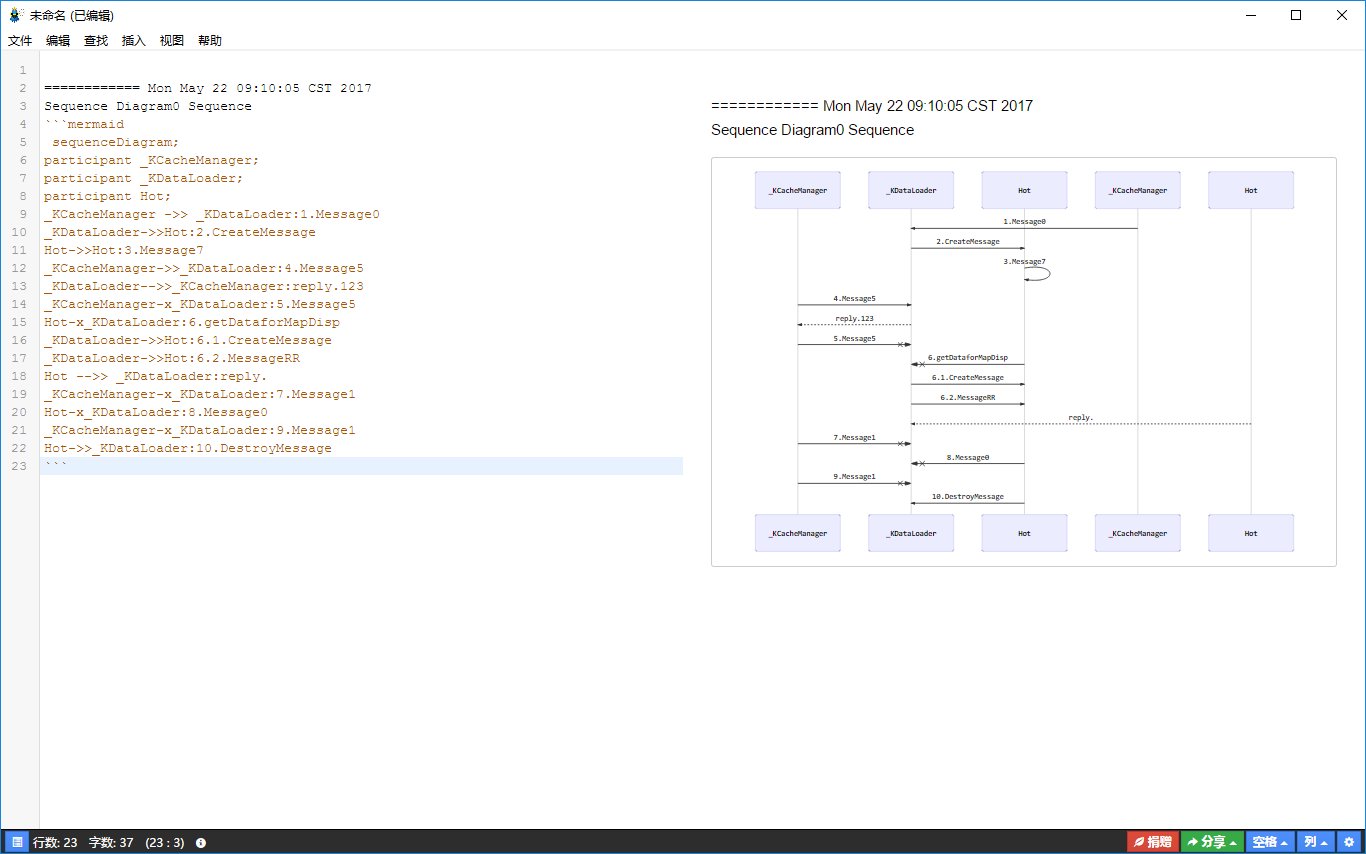 未命名 (已编辑)
文件 编辑 查找 插入 视图 帮助
1
2 ============ Mon May 22 09:10:05 CST 2017
3 Sequence Diagram0 Sequence
4 ```mermaid
5 sequenceDiagram;
6 participant _KCacheManager;
7 participant _KDataLoader;
8 participant Hot;
9 _KCacheManager ->> _KDataLoader:1.Message0
10 _KDataLoader->>Hot:2.CreateMessage
11 Hot->>Hot:3.Message7
12 _KCacheManager->>_KDataLoader:4.Message5
13 _KDataLoader-->>_KCacheManager:reply.123
14 _KCacheManager-x_KDataLoader:5.Message5
15 Hot-x_KDataLoader:6.getDataforMapDisp
16 _KDataLoader->>Hot:6.1.CreateMessage
17 _KDataLoader->>Hot:6.2.MessageRR
18 Hot -->> _KDataLoader:reply.
19 _KCacheManager-x_KDataLoader:7.Message1
20 Hot-x_KDataLoader:8.Message0
21 _KCacheManager-x_KDataLoader:9.Message1
22 Hot->>_KDataLoader:10.DestroyMessage
23 ```
============ Mon May 22 09:10:05 CST 2017
Sequence Diagram0 Sequence
_KCacheManager _KDataLoader Hot _KCacheManager Hot
1.Message0
2.CreateMessage
3.Message7
4.Message5
reply.123
5.Message5
6.getDataforMapDisp
6.1.CreateMessage
6.2.MessageRR
reply.
7.Message1
8.Message0
9.Message1
10.DestroyMessage
_KCacheManager _KDataLoader Hot _KCacheManager Hot
行数: 23 字数: 37 (23 : 3) 捐赠 分享 空格 列